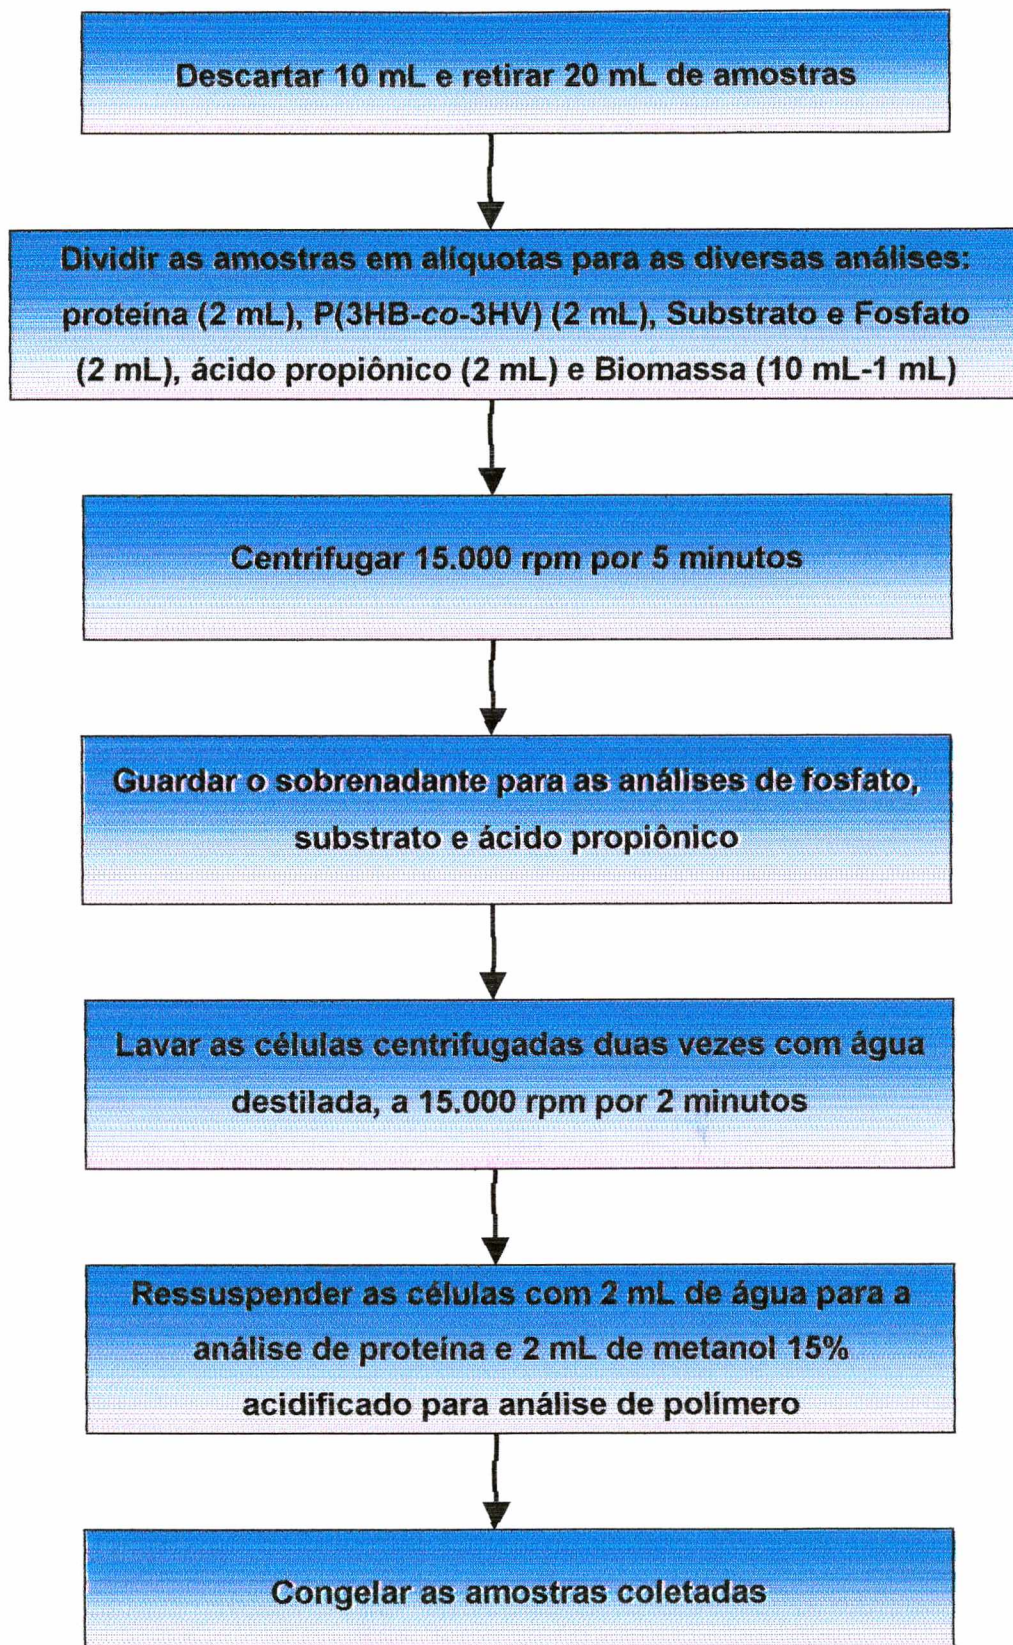 Descartar 10 mL e retirar 20 mL de amostras
Dividir as amostras em alíquotas para as diversas análises:
proteína (2 mL), P(3HB-co-3HV) (2 mL), Substrato e Fosfato
(2 mL), ácido propiônico (2 mL) e Biomassa (10 mL-1 mL)
Centrifugar 15.000 rpm por 5 minutos
Guardar o sobrenadante para as análises de fosfato,
substrato e ácido propiônico
Lavar as células centrifugadas duas vezes com água
destilada, a 15.000 rpm por 2 minutos
Ressuspender as células com 2 mL de água para a
análise de proteína e 2 mL de metanol 15%
acidificado para análise de polímero
Congelar as amostras coletadas